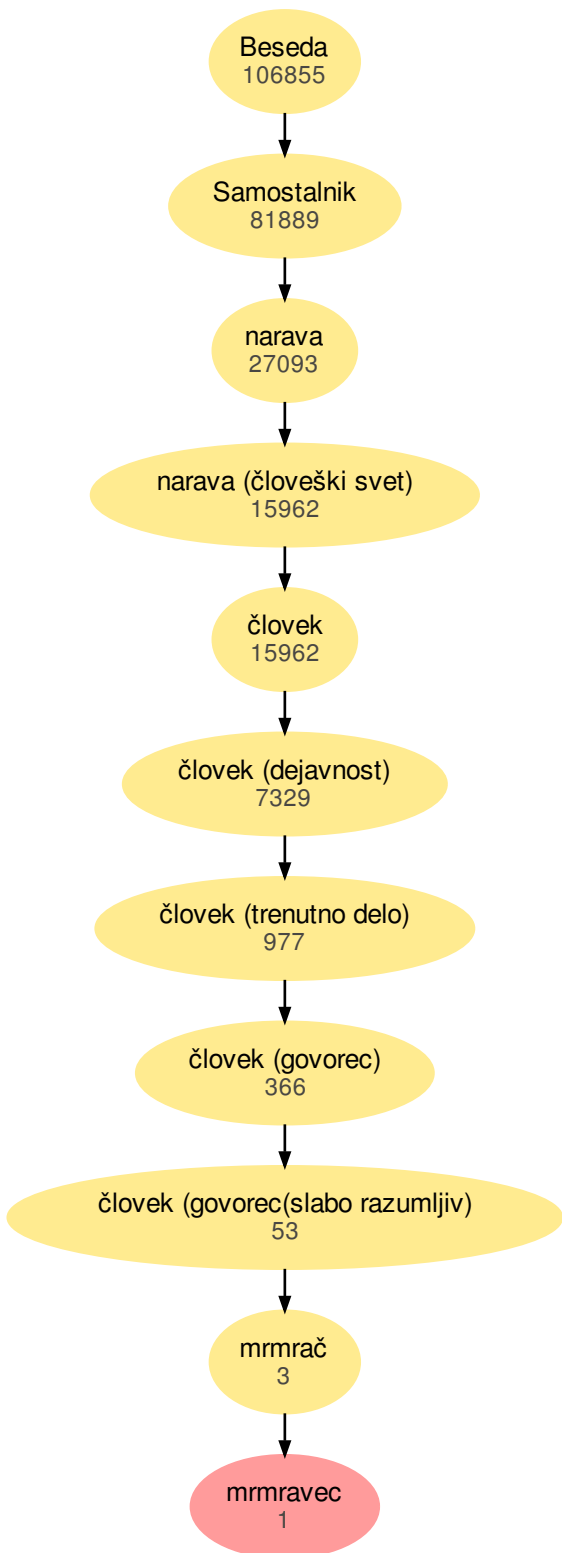 Beseda
106855
Samostalnik
81889
narava
27093
narava (človeški svet)
15962
človek
15962
človek (dejavnost)
7329
človek (trenutno delo)
977
človek (govorec)
366
človek (govorec(slabo razumljiv)
53
mrmrač
3
mrmravec
1